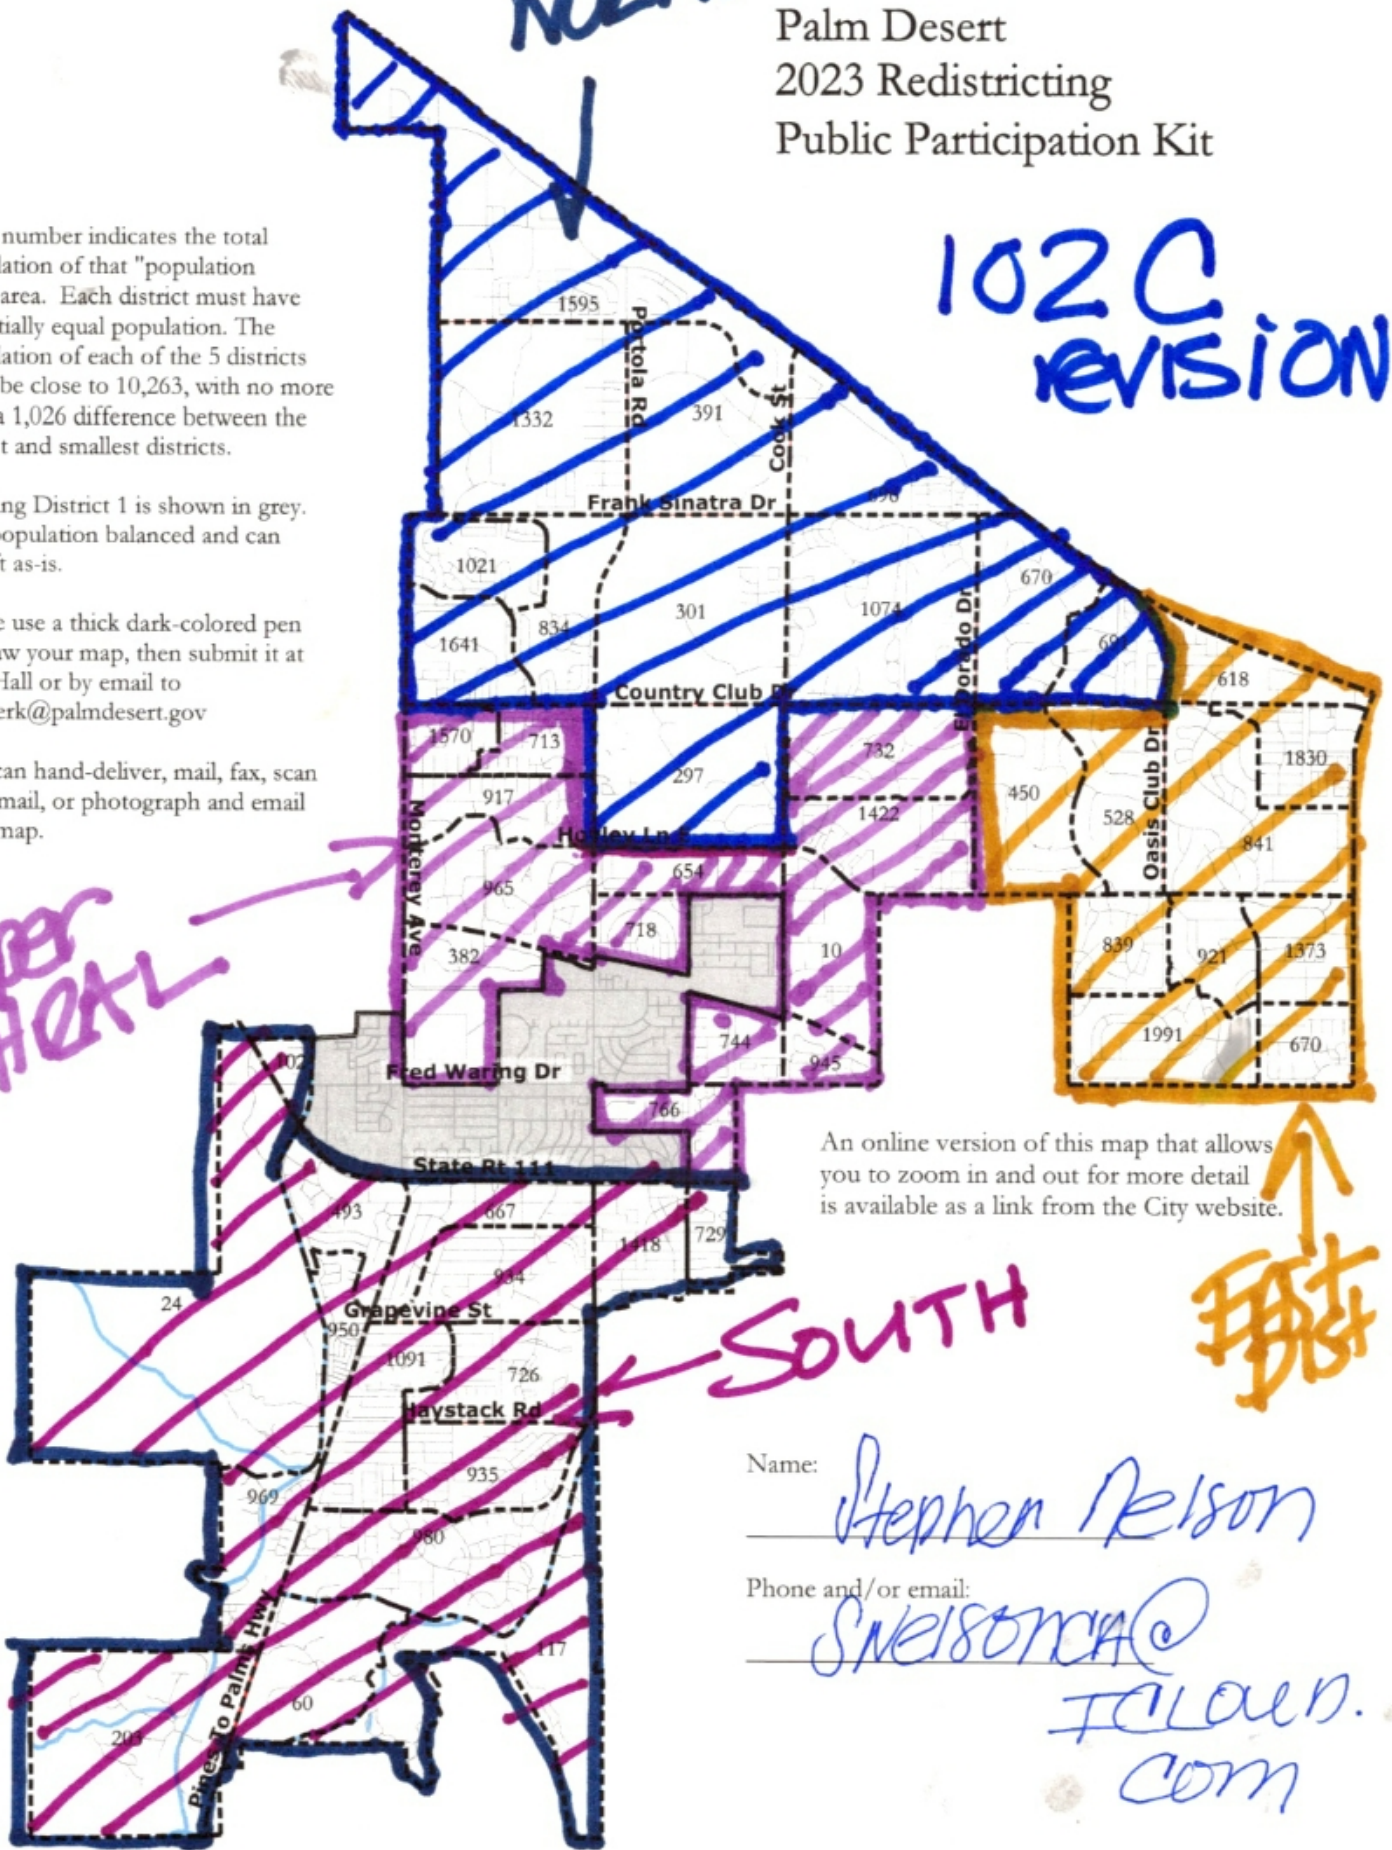 Palm Desert
2023 Redistricting
Public Participation Kit
102 C
revision
number indicates the total
lation of that "population
area. Each district must have
tially equal population. The
lation of each of the 5 districts
be close to 10,263, with no more
a 1,026 difference between the
t and smallest districts.
ng District 1 is shown in grey.
population balanced and can
t as-is.
e use a thick dark-colored pen
aw your map, then submit it at
Hall or by email to
erk@palmdesert.gov
can hand-deliver, mail, fax, scan
mail, or photograph and email
map.
1595
Portola Rd
1332
391
Cook St
Frank Sinatra Dr
1021
670
301
1074
834
1641
El Dorado Dr
618
Country Club Dr
1570
713
732
1830
297
450
917
1422
528
Oasis Club Dr
841
Monterey Ave
654
965
718
839
382
10
921
1373
744
1991
670
945
102
Fred Waring Dr
766
State Rt 111
An online version of this map that allows
you to zoom in and out for more detail
is available as a link from the City website.
493
667
729
1418
934
24
Grapevine St
950
1091
726
SOUTH
EAST
Dist
Haystack Rd
935
969
980
117
Pines To Palms Hwy
60
203
Name:
Stephen Nelson
Phone and/or email:
SNelsonCA@
ICLOUD.
com